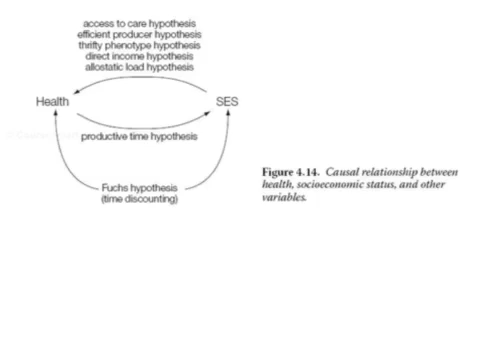 access to care hypothesis
efficient producer hypothesis
thrifty phenotype hypothesis
direct income hypothesis
allostatic load hypothesis
Health
SES
productive time hypothesis
Fuchs hypothesis
(time discounting)
Figure 4.14. Causal relationship between
health, socioeconomic status, and other
variables.